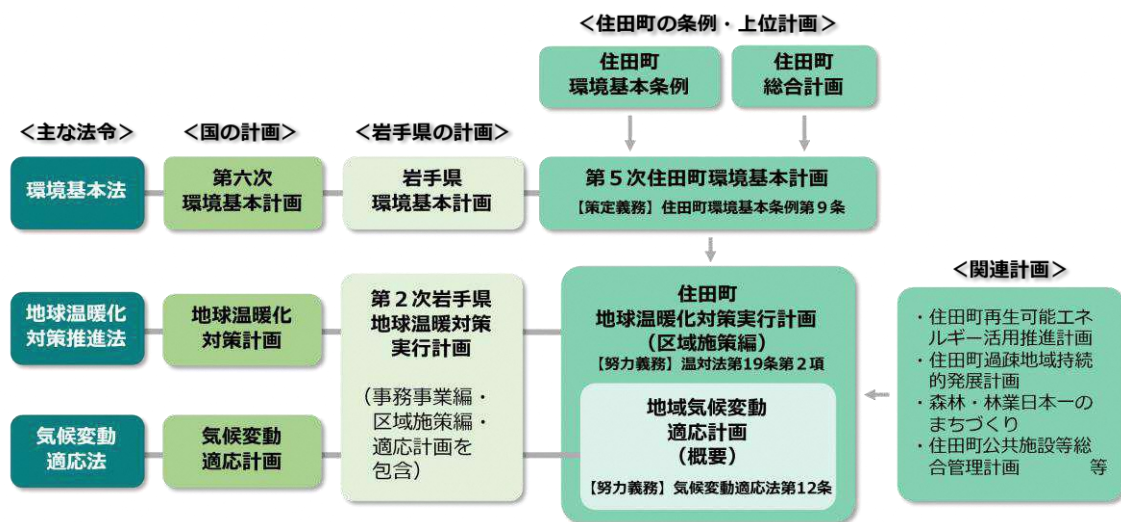 ＜住田町の条例・上位計画＞
住田町
環境基本条例
住田町
総合計画
＜主な法令＞
＜国の計画＞
＜岩手県の計画＞
環境基本法
第六次
環境基本計画
岩手県
環境基本計画
第５次住田町環境基本計画
【策定義務】住田町環境基本条例第９条
地球温暖化
対策推進法
地球温暖化
対策計画
第２次岩手県
地球温暖対策
実行計画
（事務事業編・
区域施策編・
適応計画を
包含）
住田町
地球温暖化対策実行計画
（区域施策編）
【努力義務】温対法第19条第２項
気候変動
適応法
気候変動
適応計画
地域気候変動
適応計画
（概要）
【努力義務】気候変動適応法第12条
＜関連計画＞
・住田町再生可能エネ
ルギー活用推進計画
・住田町過疎地域持続
的発展計画
・森林・林業日本一の
まちづくり
・住田町公共施設等総
合管理計画　　　等